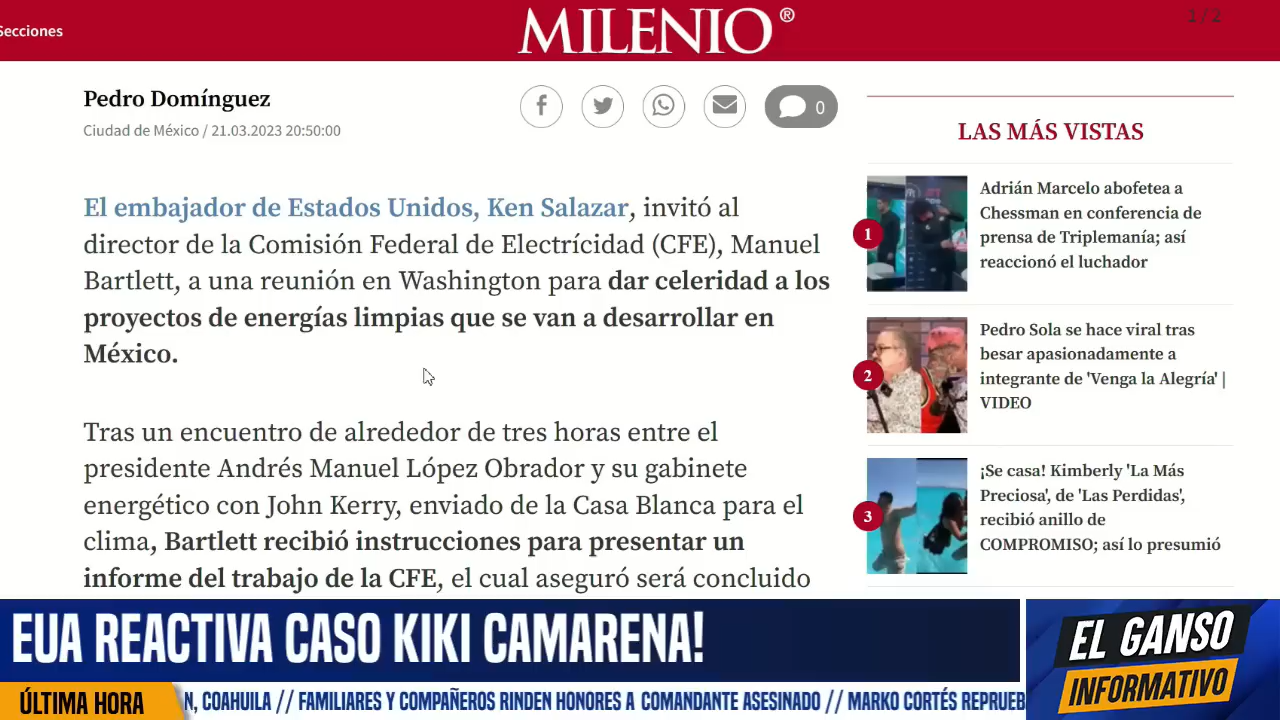 Secciones
MILENIO®
1 / 2
Pedro Domínguez
Ciudad de México / 21.03.2023 20:50:00
0
El embajador de Estados Unidos, Ken Salazar, invitó al
director de la Comisión Federal de Electrícidad (CFE), Manuel
Bartlett, a una reunión en Washington para dar celeridad a los
proyectos de energías limpias que se van a desarrollar en
México.
Tras un encuentro de alrededor de tres horas entre el
presidente Andrés Manuel López Obrador y su gabinete
energético con John Kerry, enviado de la Casa Blanca para el
clima, Bartlett recibió instrucciones para presentar un
informe del trabajo de la CFE, el cual aseguró será concluido
LAS MÁS VISTAS
1
Adrián Marcelo abofetea a
Chessman en conferencia de
prensa de Triplemanía; así
reaccionó el luchador
2
Pedro Sola se hace viral tras
besar apasionadamente a
integrante de 'Venga la Alegría' |
VIDEO
3
¡Se casa! Kimberly 'La Más
Preciosa', de 'Las Perdidas',
recibió anillo de
COMPROMISO; así lo presumió
EUA REACTIVA CASO KIKI CAMARENA!
EL GANSO
INFORMATIVO
ÚLTIMA HORA
N, COAHUILA // FAMILIARES Y COMPAÑEROS RINDEN HONORES A COMANDANTE ASESINADO // MARKO CORTÉS REPRUEB